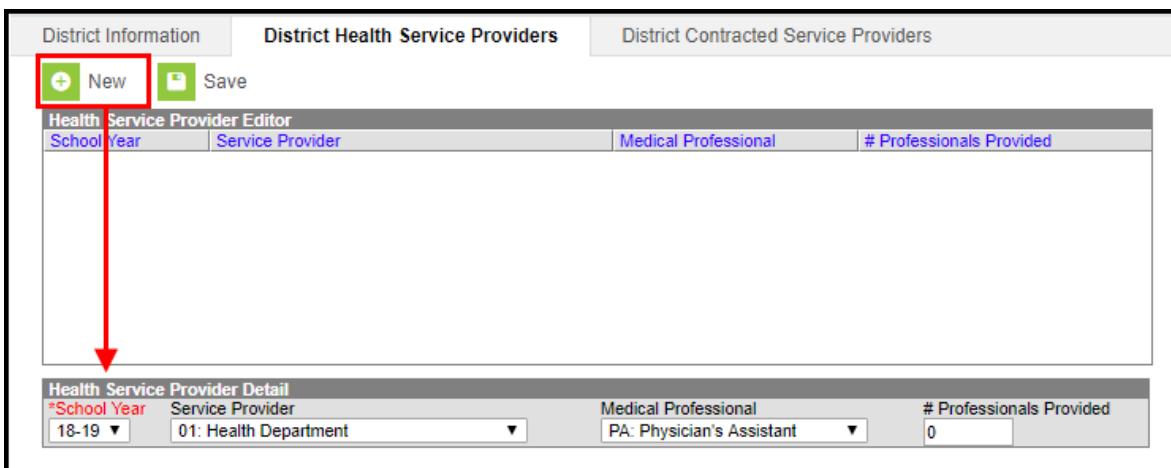 District Information District Health Service Providers District Contracted Service Providers
New Save
Health Service Provider Editor
School Year Service Provider Medical Professional # Professionals Provided
Health Service Provider Detail
*School Year Service Provider Medical Professional # Professionals Provided
18-19 01: Health Department PA: Physician's Assistant 0